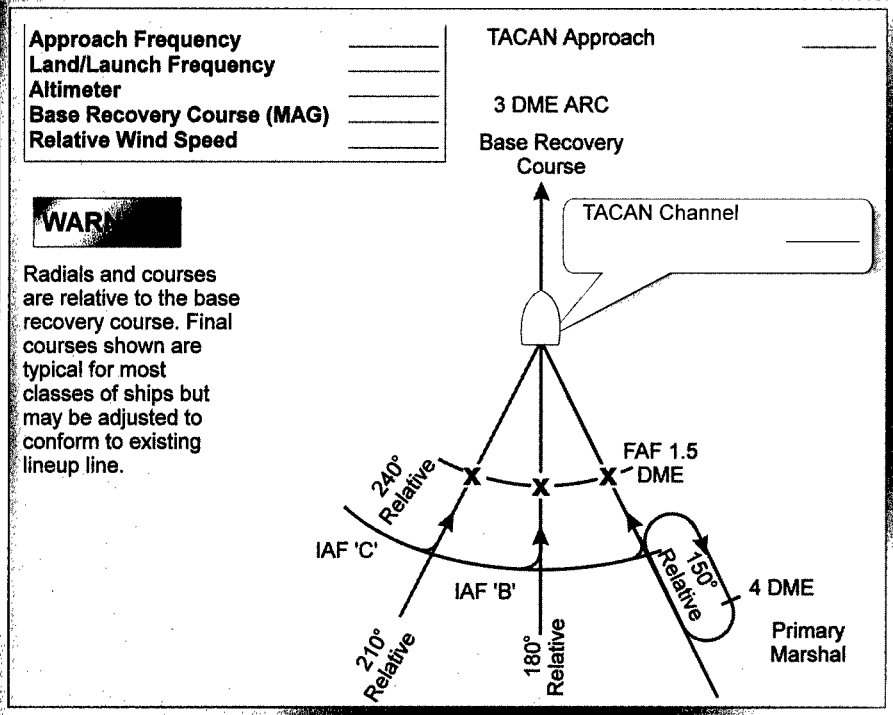 Approach Frequency
Land/Launch Frequency
Altimeter
Base Recovery Course (MAG)
Relative Wind Speed
TACAN Approach
3 DME ARC
Base Recovery
Course
TACAN Channel
WARN
Radials and courses
are relative to the base
recovery course. Final
courses shown are
typical for most
classes of ships but
may be adjusted to
conform to existing
lineup line.
FAF 1.5
DME
240°
Relative
IAF 'C'
IAF 'B'
150°
Relative
4 DME
Primary
Marshal
210°
Relative
180°
Relative